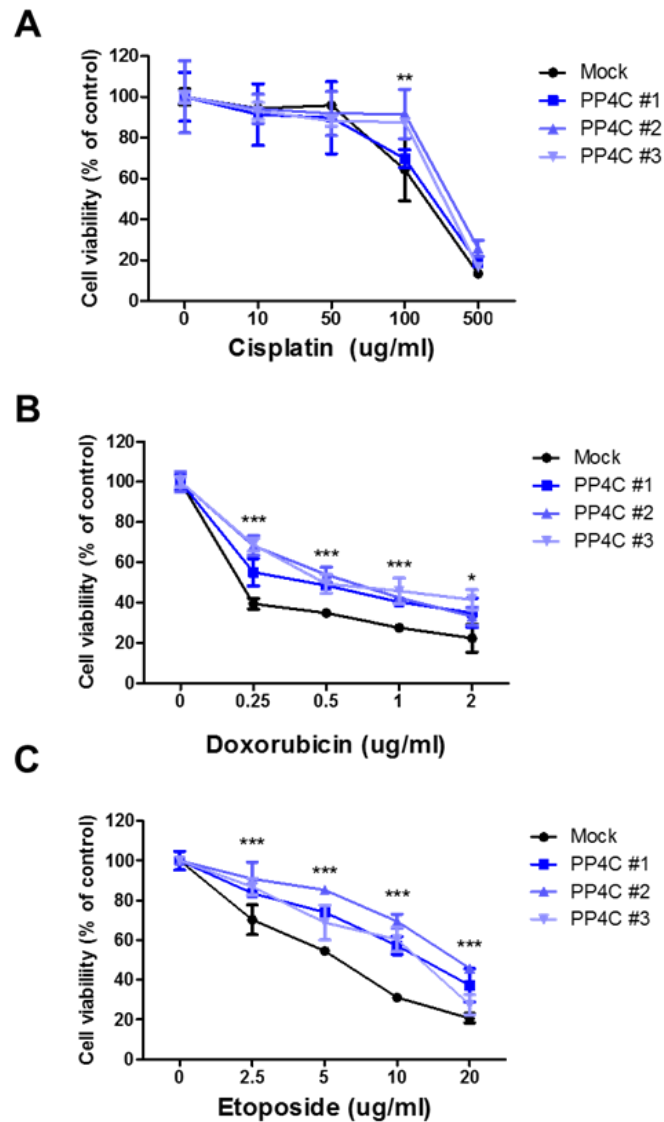 A
Cell viabiliity (% of control)
120
100
80
60
40
20
0
**
0 10 50 100 500
Cisplatin (ug/ml)
Mock
PP4C #1
PP4C #2
PP4C #3
B
Cell viability (% of control)
120
100
80
60
40
20
0
***
***
***
*
0 0.25 0.5 1 2
Doxorubicin (ug/ml)
Mock
PP4C #1
PP4C #2
PP4C #3
C
Cell viabiliity (% of control)
120
100
80
60
40
20
0
***
***
***
***
0 2.5 5 10 20
Etoposide (ug/ml)
Mock
PP4C #1
PP4C #2
PP4C #3